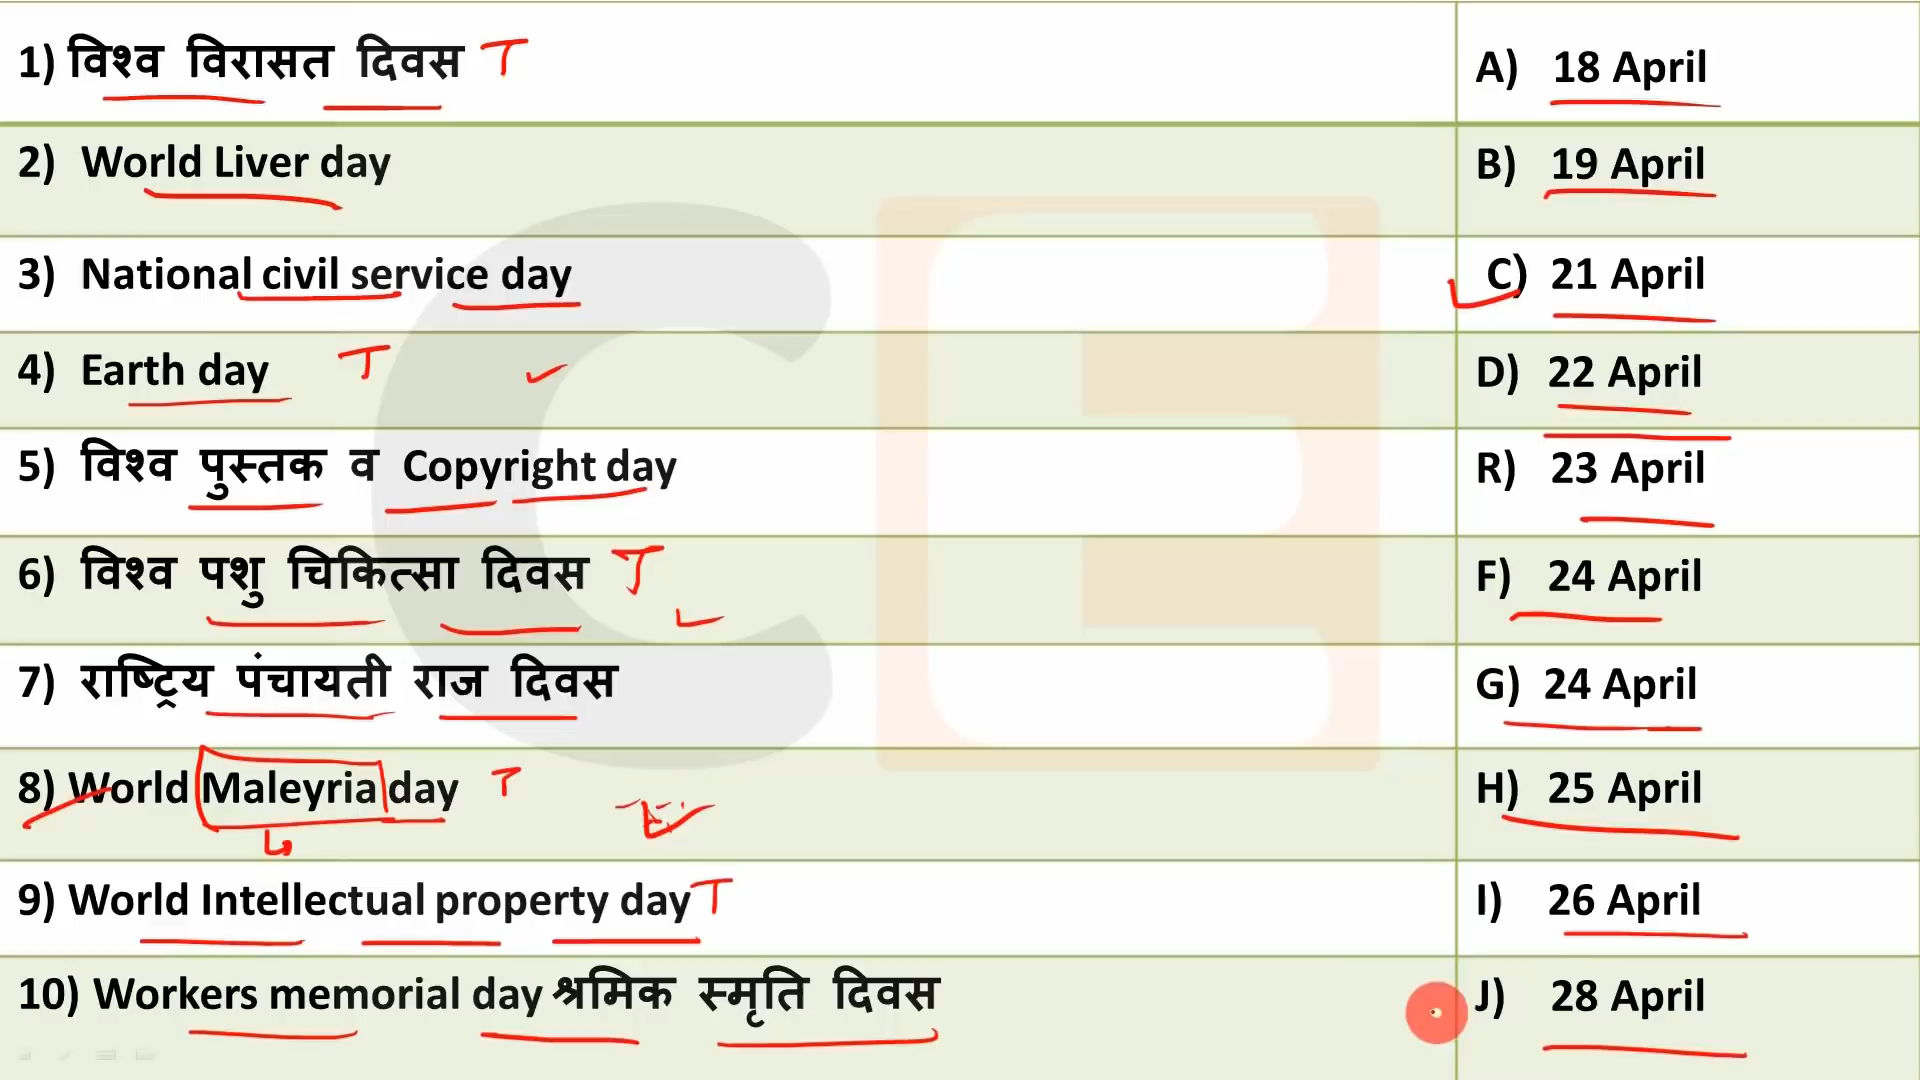 1) विश्व विरासत दिवस T A) 18 April
2) World Liver day B) 19 April
3) National civil service day C) 21 April
4) Earth day T D) 22 April
5) विश्व पुस्तक व Copyright day R) 23 April
6) विश्व पशु चिकित्सा दिवस T F) 24 April
7) राष्ट्रिय पंचायती राज दिवस G) 24 April
8) World Maleyria day T H) 25 April
9) World Intellectual property day T I) 26 April
10) Workers memorial day श्रमिक स्मृति दिवस J) 28 April